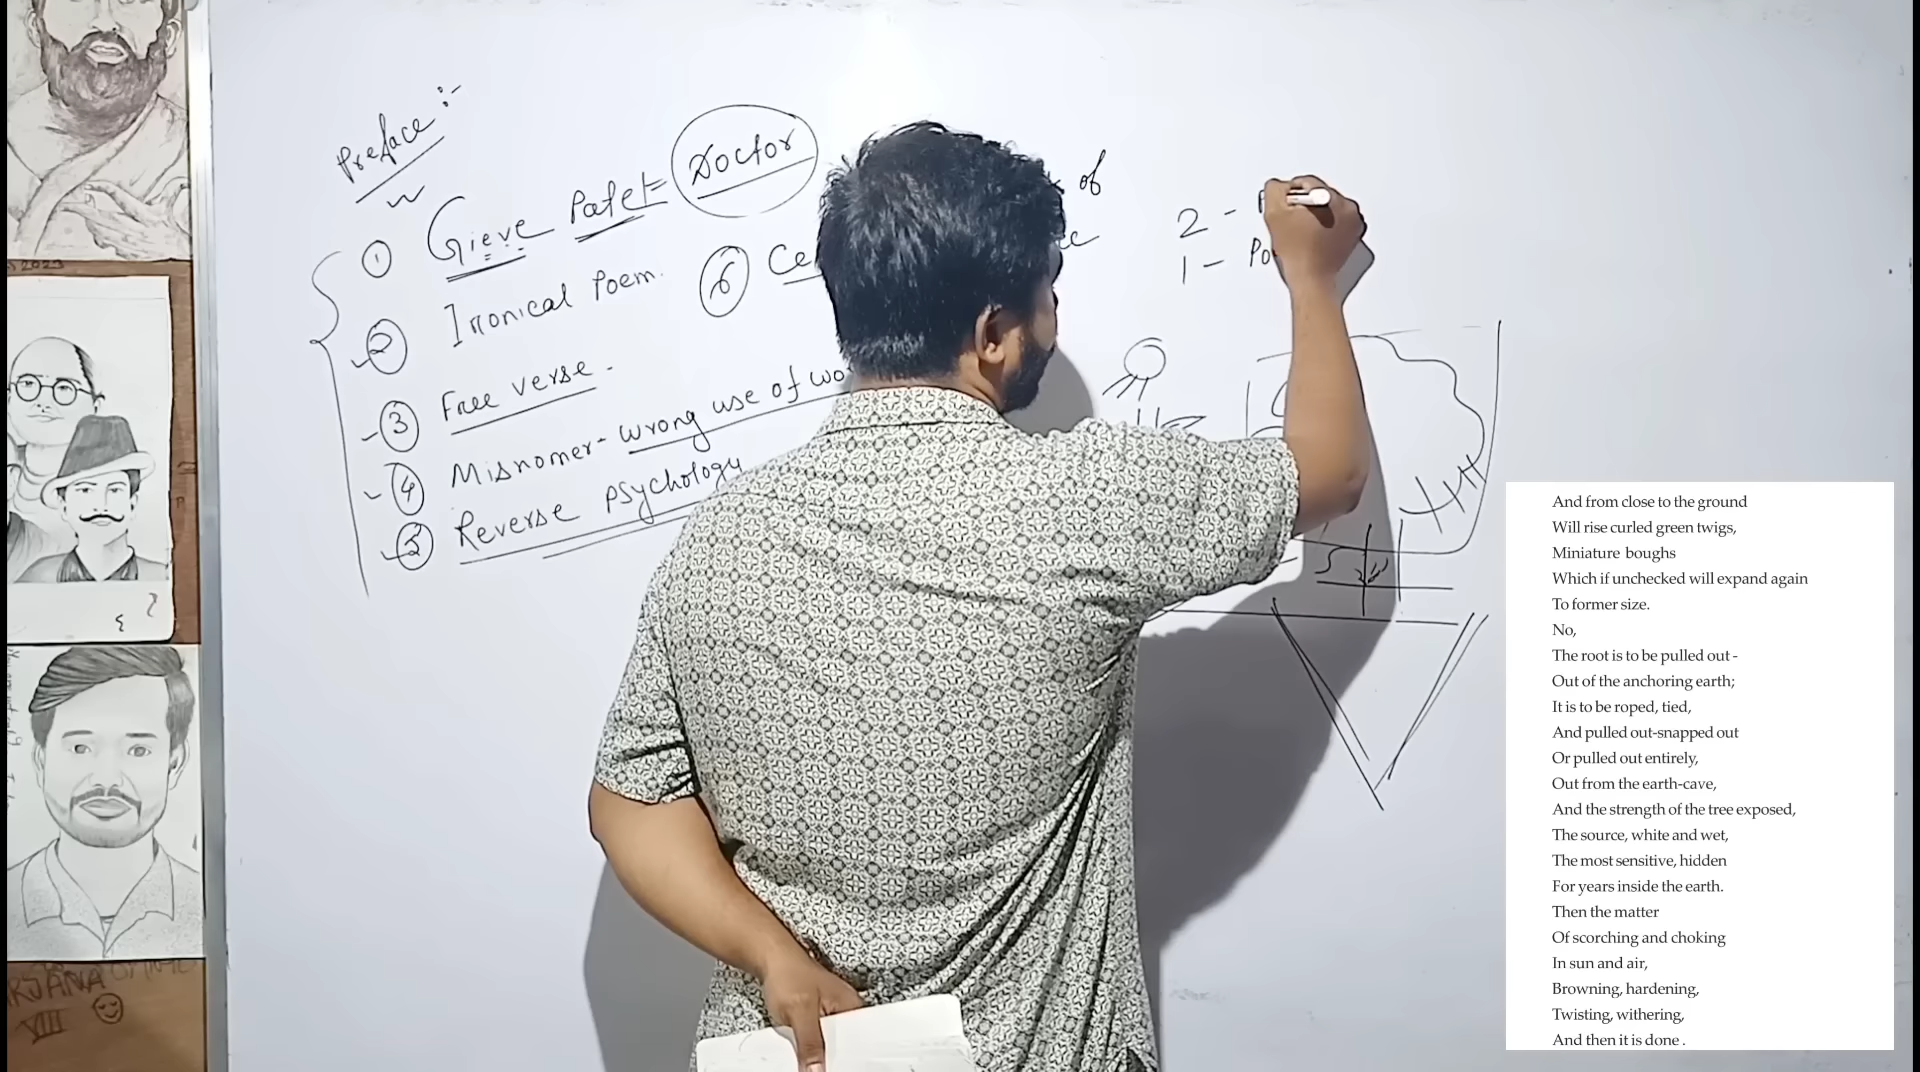 Preface :-
① Gieve Patel = Doctor
② Ironical Poem.
③ Free verse.
④ Misnomer - wrong use of
⑤ Reverse psychology
⑥
of
2 -
1 -
And from close to the ground
Will rise curled green twigs,
Miniature boughs
Which if unchecked will expand again
To former size.
No,
The root is to be pulled out -
Out of the anchoring earth;
It is to be roped, tied,
And pulled out-snapped out
Or pulled out entirely,
Out from the earth-cave,
And the strength of the tree exposed,
The source, white and wet,
The most sensitive, hidden
For years inside the earth.
Then the matter
Of scorching and choking
In sun and air,
Browning, hardening,
Twisting, withering,
And then it is done .
VIII